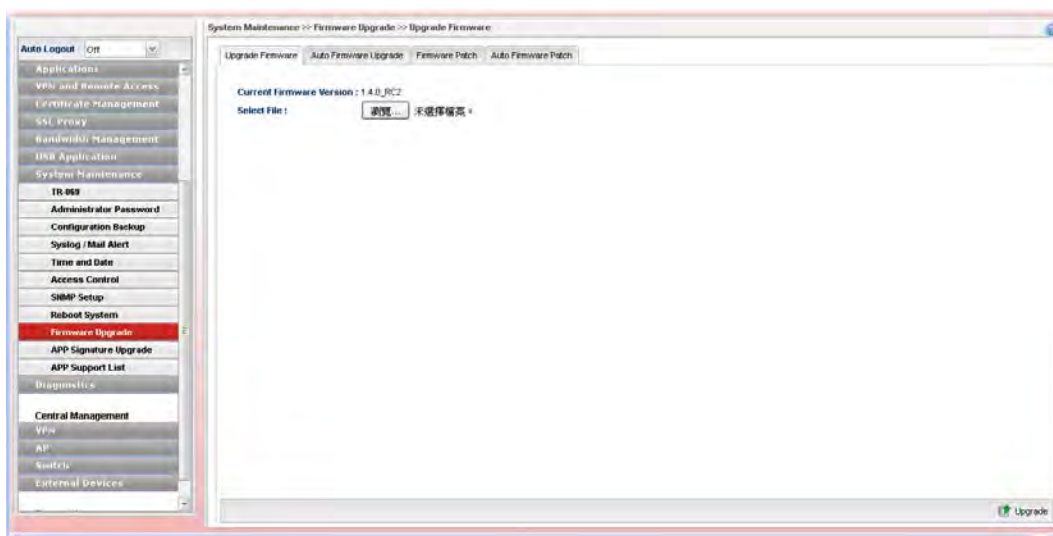 System Maintenance >> Firmware Upgrade >> Upgrade Firmware
Auto Logout Off
Applications
VPN and Remote Access
Certificate Management
SSL Proxy
Bandwidth Management
USB Application
System Maintenance
TR-069
Administrator Password
Configuration Backup
Syslog / Mail Alert
Time and Date
Access Control
SNMP Setup
Reboot System
Firmware Upgrade
APP Signature Upgrade
APP Support List
Diagnostics
Central Management
VPN
AP
Switch
External Devices
Upgrade Firmware Auto Firmware Upgrade Firmware Patch Auto Firmware Patch
Current Firmware Version : 1.4.0_RC2
Select File : 瀏覽... 未選擇檔案。
Upgrade